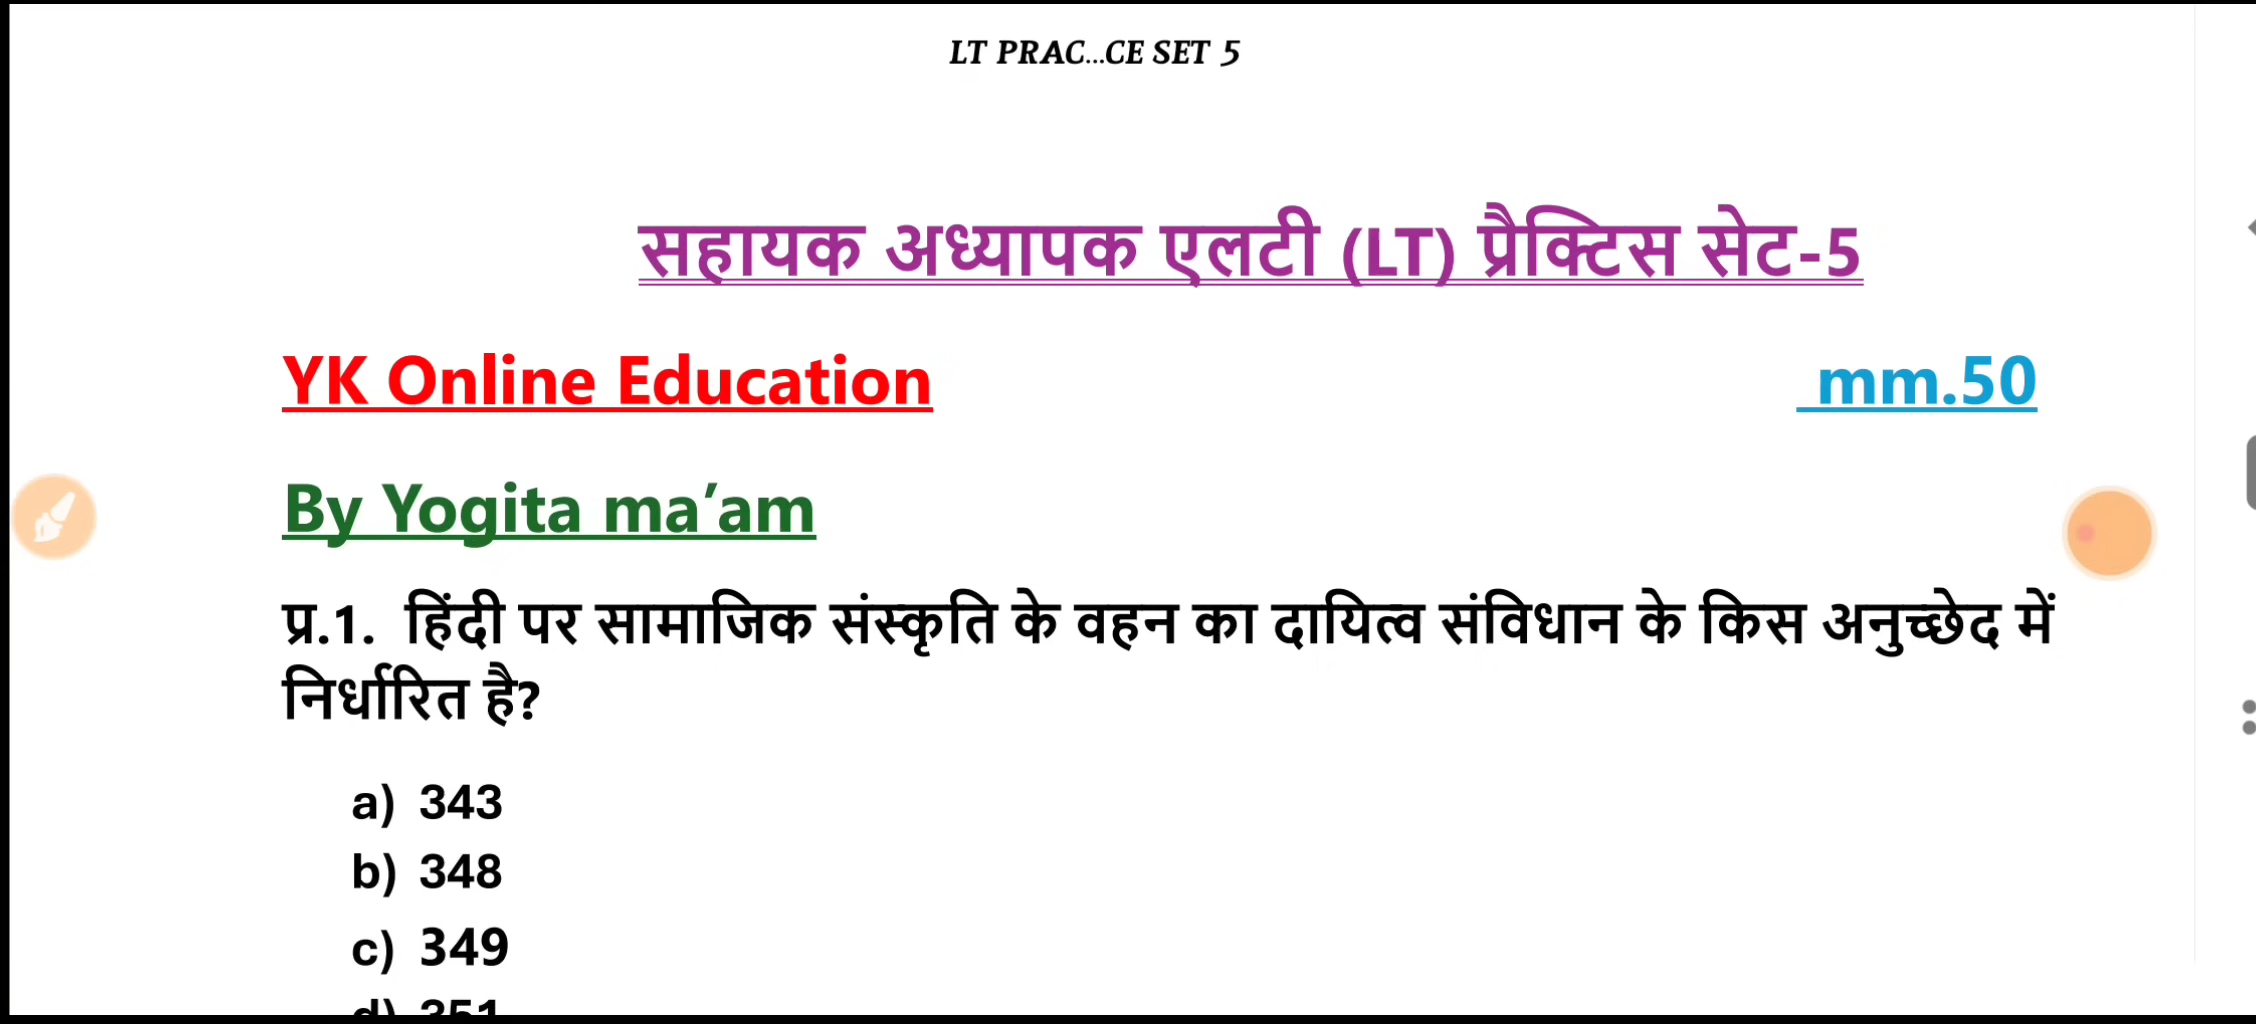 LT PRAC...CE SET 5
सहायक अध्यापक एलटी (LT) प्रैक्टिस सेट-5
YK Online Education mm.50
By Yogita ma’am
प्र.1. हिंदी पर सामाजिक संस्कृति के वहन का दायित्व संविधान के किस अनुच्छेद में
निर्धारित है?
a) 343
b) 348
c) 349
d) 351